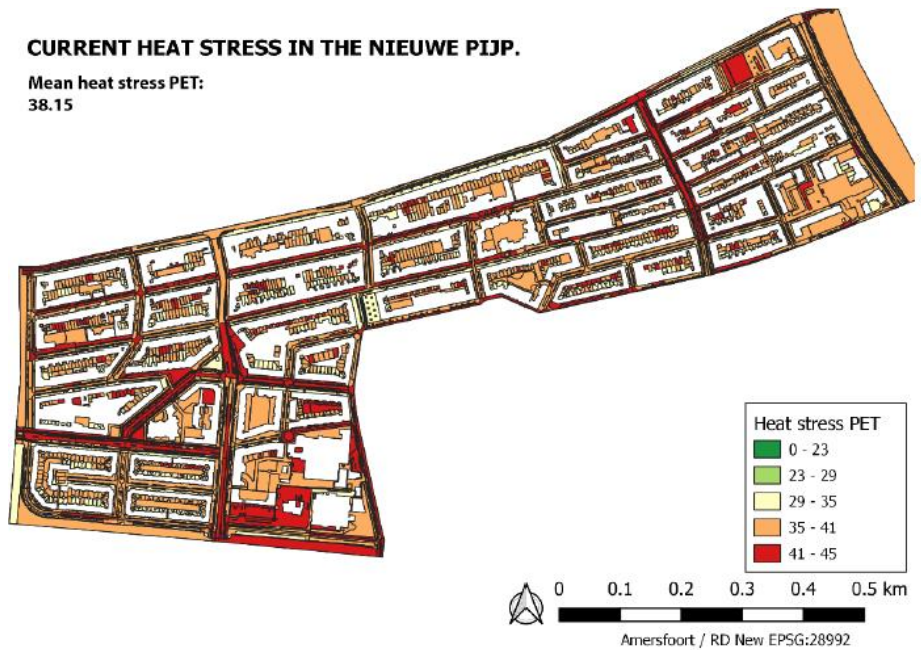 CURRENT HEAT STRESS IN THE NIEUWE PIJP.
Mean heat stress PET:
38.15
Heat stress PET
0 - 23
23 - 29
29 - 35
35 - 41
41 - 45
0 0.1 0.2 0.3 0.4 0.5 km
Amersfoort / RD New EPSG:28992